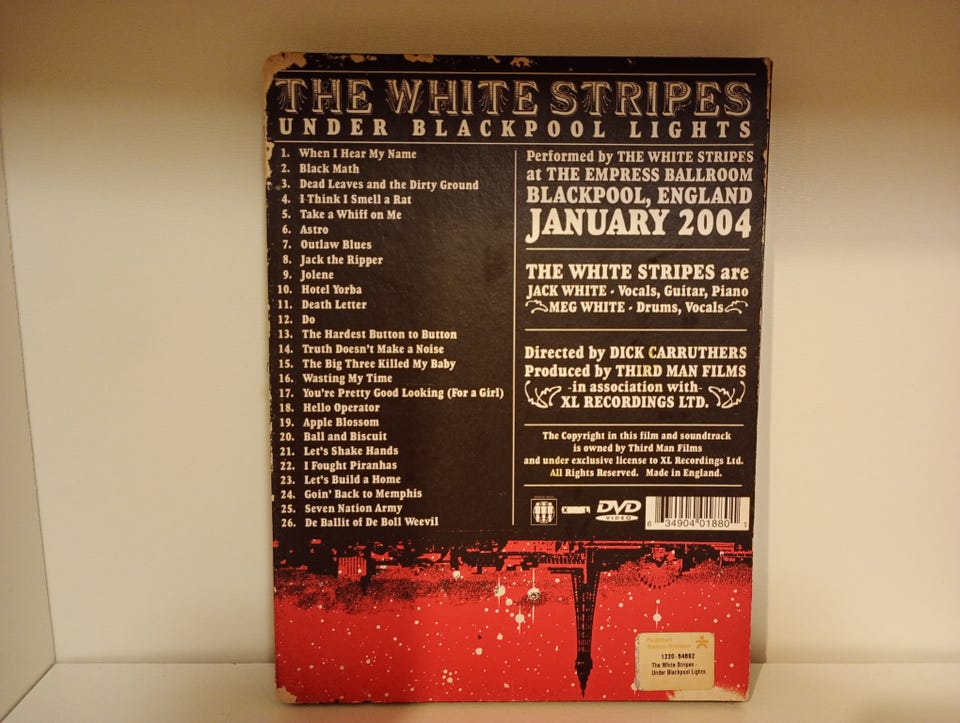 THE WHITE STRIPES
UNDER BLACKPOOL LIGHTS
1. When I Hear My Name
2. Black Math
3. Dead Leaves and the Dirty Ground
4. I Think I Smell a Rat
5. Take a Whiff on Me
6. Astro
7. Outlaw Blues
8. Jack the Ripper
9. Jolene
10. Hotel Yorba
11. Death Letter
12. Do
13. The Hardest Button to Button
14. Truth Doesn't Make a Noise
15. The Big Three Killed My Baby
16. Wasting My Time
17. You're Pretty Good Looking (For a Girl)
18. Hello Operator
19. Apple Blossom
20. Ball and Biscuit
21. Let's Shake Hands
22. I Fought Piranhas
23. Let's Build a Home
24. Goin' Back to Memphis
25. Seven Nation Army
26. De Ballit of De Boll Weevil
Performed by THE WHITE STRIPES
at THE EMPRESS BALLROOM
BLACKPOOL, ENGLAND
JANUARY 2004
THE WHITE STRIPES are
JACK WHITE - Vocals, Guitar, Piano
MEG WHITE - Drums, Vocals
Directed by DICK CARRUTHERS
Produced by THIRD MAN FILMS
-in association with-
XL RECORDINGS LTD.
The Copyright in this film and soundtrack
is owned by Third Man Films
and under exclusive license to XL Recordings Ltd.
All Rights Reserved. Made in England.
DVD
VIDEO
6 34904 01880 1
1220-84692
The White Stripes -
Under Blackpool Lights